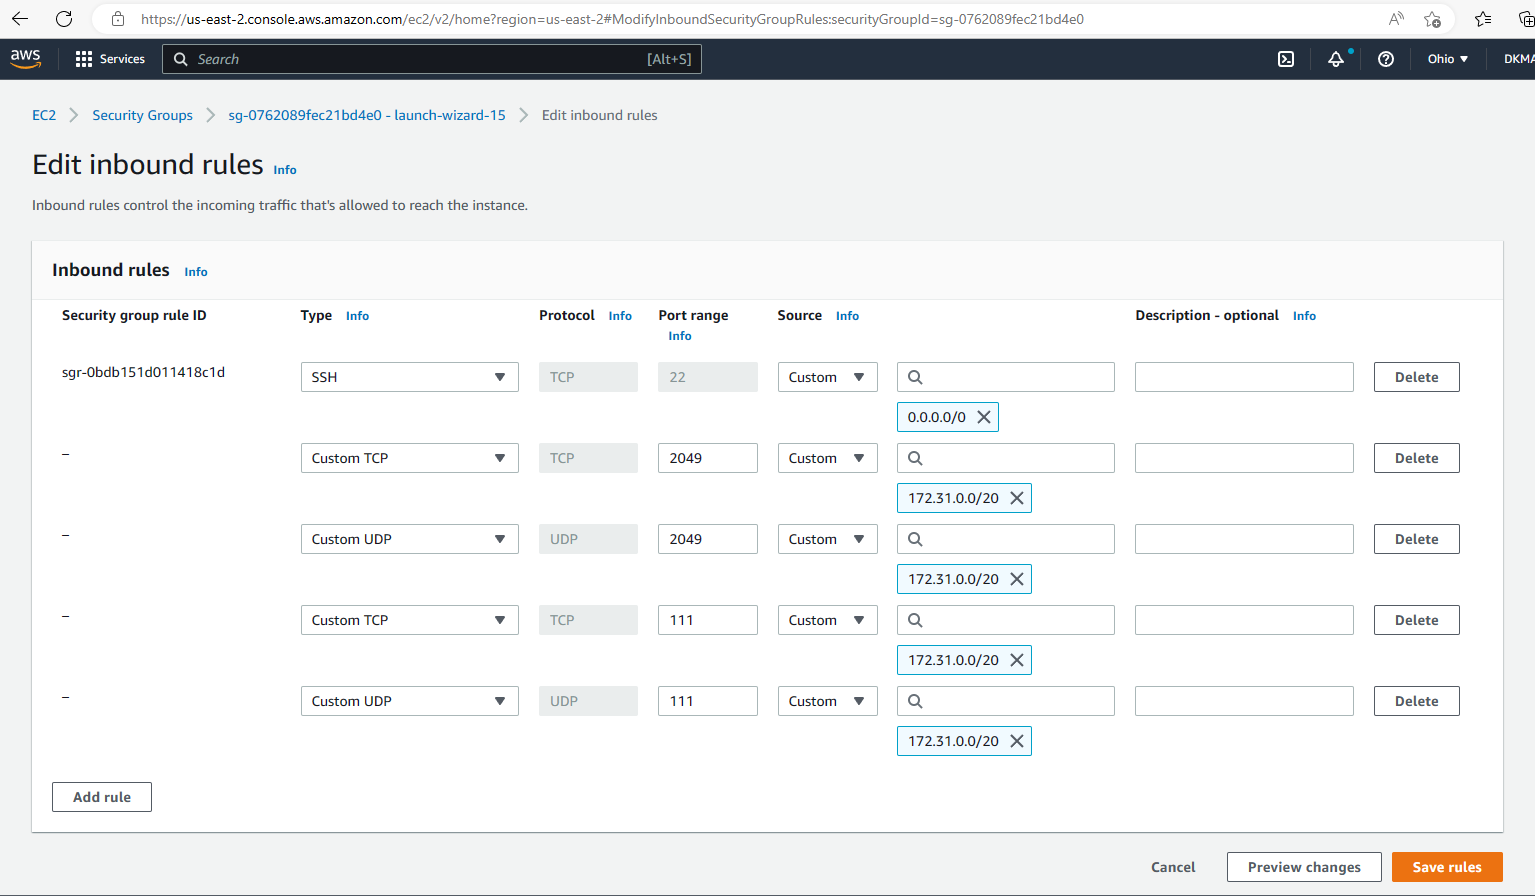 https://us-east-2.console.aws.amazon.com/ec2/v2/home?region=us-east-2#ModifyInboundSecurityGroupRules:securityGroupId=sg-0762089fec21bd4e0
aws Services Search [Alt+S] Ohio DKMA
EC2 Security Groups sg-0762089fec21bd4e0 - launch-wizard-15 Edit inbound rules
Edit inbound rules Info
Inbound rules control the incoming traffic that's allowed to reach the instance.
Inbound rules Info
Security group rule ID Type Info Protocol Info Port range Source Info Description - optional Info
Info
sgr-0bdb151d011418c1d SSH TCP 22 Custom Delete
0.0.0.0/0
– Custom TCP TCP 2049 Custom Delete
172.31.0.0/20
– Custom UDP UDP 2049 Custom Delete
172.31.0.0/20
– Custom TCP TCP 111 Custom Delete
172.31.0.0/20
– Custom UDP UDP 111 Custom Delete
172.31.0.0/20
Add rule
Cancel Preview changes Save rules